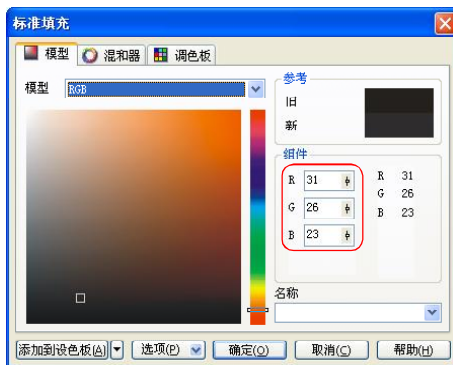 标准填充
模型 混和器 调色板
模型 RGB
参考
旧
新
组件
R 31 R 31
G 26 G 26
B 23 B 23
名称
添加到设色板(A) 选项(P) 确定(O) 取消(C) 帮助(H)